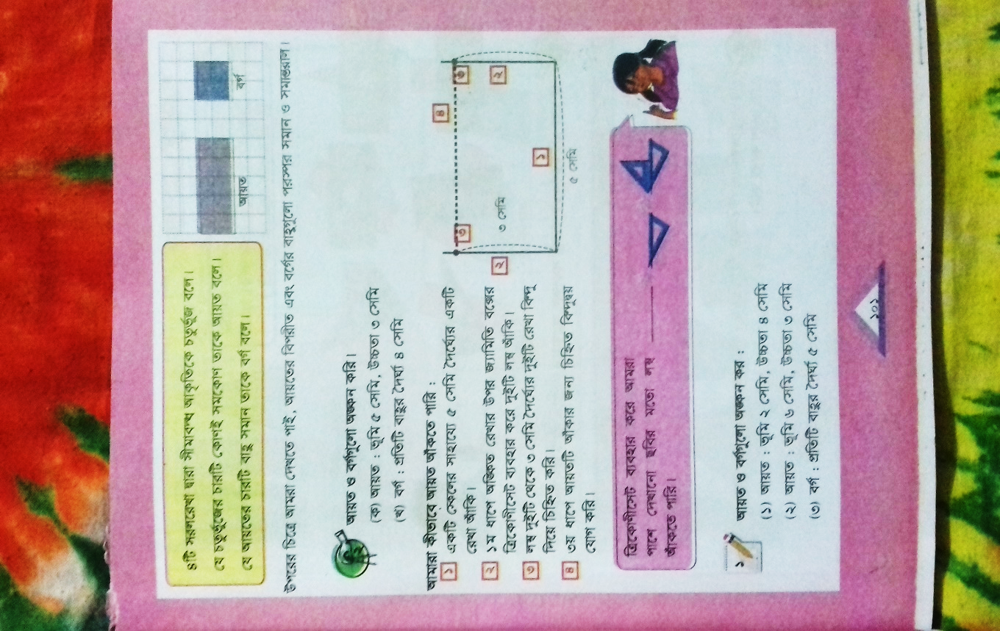 ৪টি সরলরেখা দ্বারা সীমাবদ্ধ আকৃতিকে চতুর্ভুজ বলে।
যে চতুর্ভুজের চারটি কোণই সমকোণ তাকে আয়ত বলে।
যে আয়তের চারটি বাহু সমান তাকে বর্গ বলে।
আয়ত
বর্গ
উপরের চিত্রে আমরা দেখতে পাই, আয়তের বিপরীত এবং বর্গের বাহুগুলো পরস্পর সমান ও সমান্তরাল।
আয়ত ও বর্গগুলো অঙ্কন করি।
(ক) আয়ত : ভূমি ৫ সেমি, উচ্চতা ৩ সেমি
(খ) বর্গ : প্রতিটি বাহুর দৈর্ঘ্য ৪ সেমি
আমারা কীভাবে আয়ত আঁকতে পারি :
১ একটি স্কেলের সাহায্যে ৫ সেমি দৈর্ঘ্যের একটি
রেখা আঁকি।
২ ১ম ধাপে অঙ্কিত রেখার উপর জ্যামিতি বক্সের
ত্রিকোণীসেট ব্যবহার করে দুইটি লম্ব আঁকি।
৩ লম্ব দুইটি থেকে ৩ সেমি দৈর্ঘ্যের দুইটি রেখা বিন্দু
দিয়ে চিহ্নিত করি।
৪ ৩য় ধাপে আয়তটি আঁকার জন্য চিহ্নিত বিন্দুদ্বয়
যোগ করি।
৪
৩
৩
২
২
৩ সেমি
১
৫ সেমি
ত্রিকোণীসেট ব্যবহার করে আমরা
পাশে দেখানো ছবির মতো লম্ব
আঁকতে পারি।
১
আয়ত ও বর্গগুলো অঙ্কন কর :
(১) আয়ত : ভূমি ২ সেমি, উচ্চতা ৪ সেমি
(২) আয়ত : ভূমি ৬ সেমি, উচ্চতা ৩ সেমি
(৩) বর্গ : প্রতিটি বাহুর দৈর্ঘ্য ৫ সেমি
১০১